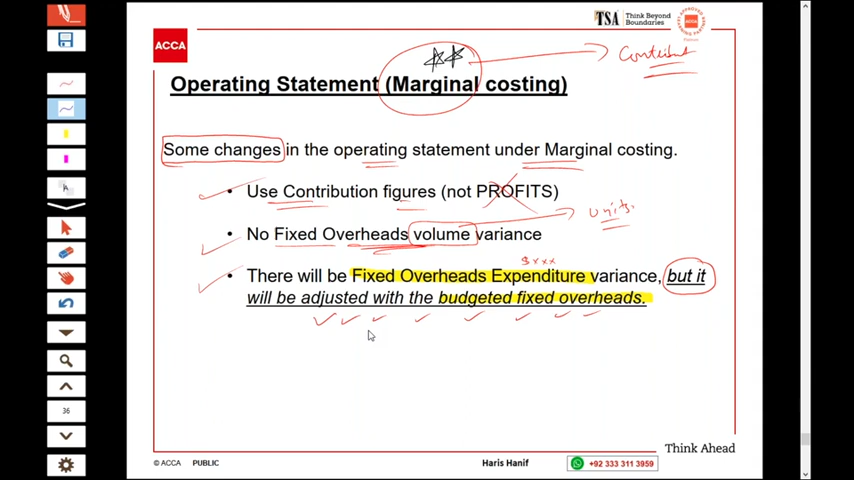 TSA Think Beyond Boundaries
ACCA
Contribut
Operating Statement (Marginal costing)
Some changes in the operating statement under Marginal costing.
• Use Contribution figures (not PROFITS)
units.
• No Fixed Overheads volume variance
$xxx
• There will be Fixed Overheads Expenditure variance, but it
will be adjusted with the budgeted fixed overheads.
A
36
Think Ahead
© ACCA PUBLIC
Haris Hanif
+92 333 311 3959